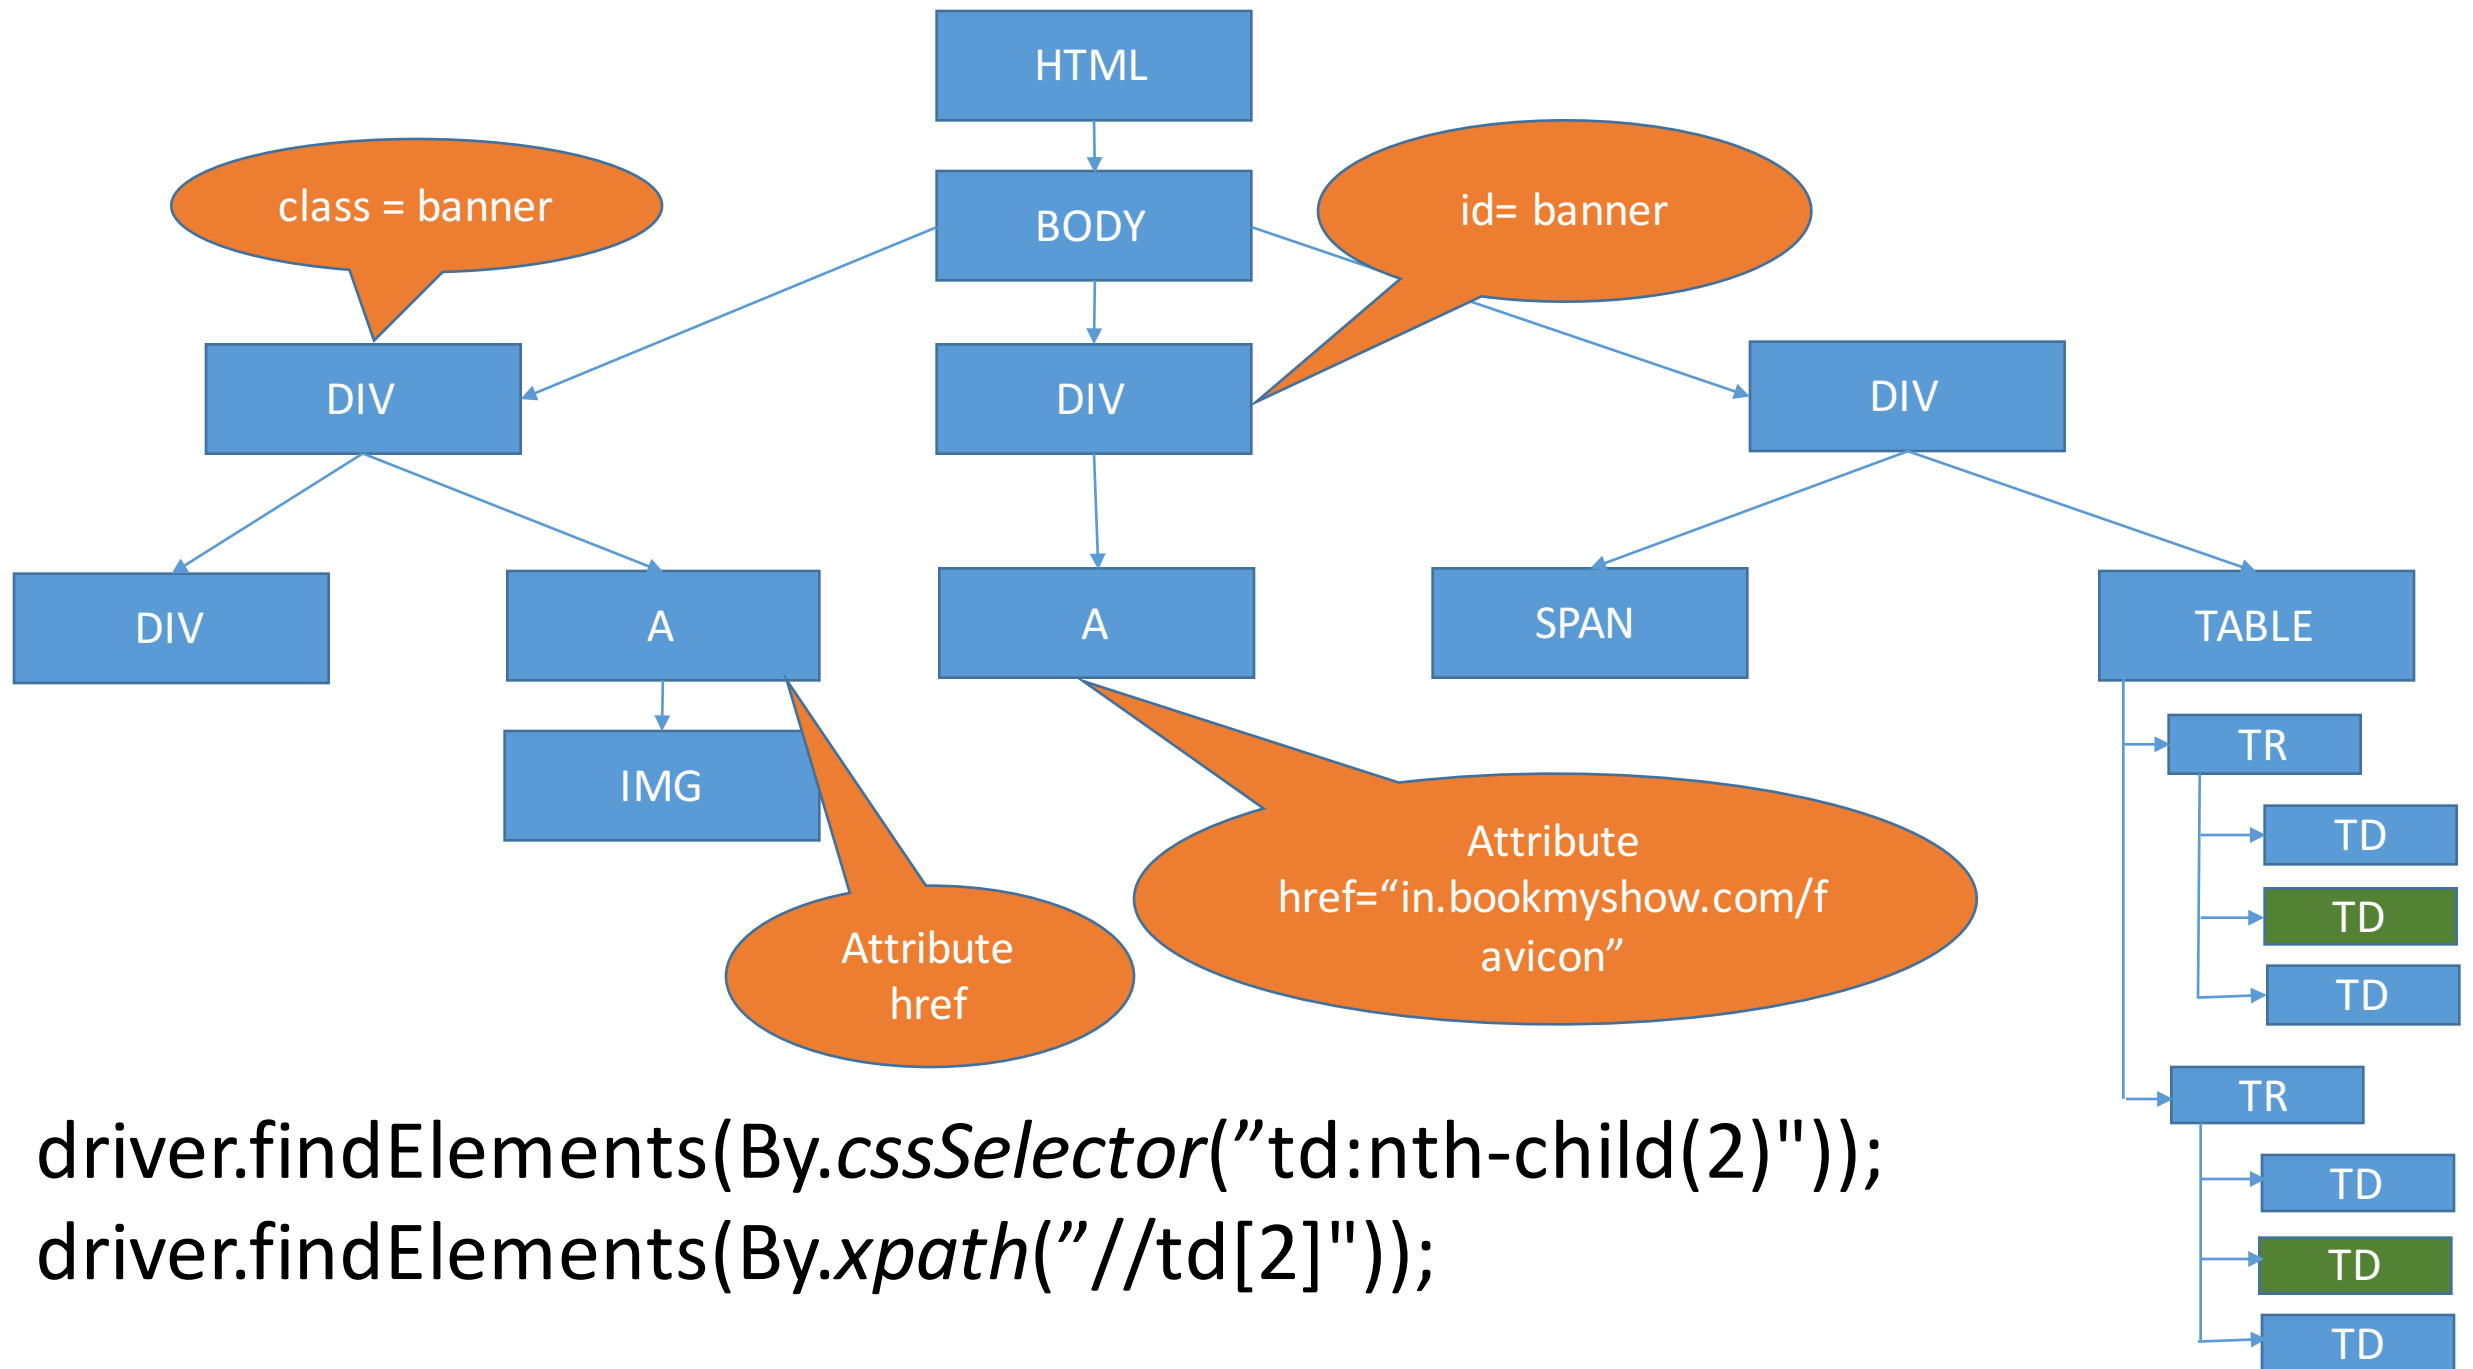 HTML
class = banner
BODY
id= banner
DIV
DIV
DIV
DIV
A
A
SPAN
TABLE
IMG
TR
TD
TD
TD
Attribute
href=“in.bookmyshow.com/f
avicon”
Attribute
href
TR
TD
TD
TD
driver.findElements(By.cssSelector(”td:nth-child(2)"));
driver.findElements(By.xpath(”//td[2]"));